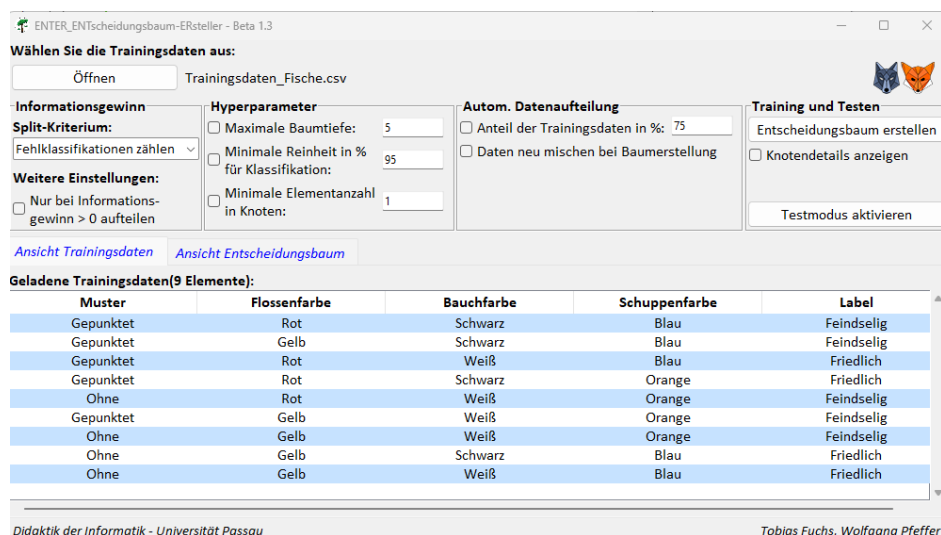 ENTER_ENTscheidungsbaum-ERsteller - Beta 1.3
Wählen Sie die Trainingsdaten aus:
Öffnen Trainingsdaten_Fische.csv
Informationsgewinn
Split-Kriterium:
Fehlklassifikationen zählen
Weitere Einstellungen:
Nur bei Informations-
gewinn > 0 aufteilen
Hyperparameter
Maximale Baumtiefe: 5
Minimale Reinheit in %
für Klassifikation: 95
Minimale Elementanzahl
in Knoten: 1
Autom. Datenaufteilung
Anteil der Trainingsdaten in %: 75
Daten neu mischen bei Baumerstellung
Training und Testen
Entscheidungsbaum erstellen
Knotendetails anzeigen
Testmodus aktivieren
Ansicht Trainingsdaten Ansicht Entscheidungsbaum
Geladene Trainingsdaten(9 Elemente):
Muster Flossenfarbe Bauchfarbe Schuppenfarbe Label
Gepunktet Rot Schwarz Blau Feindselig
Gepunktet Gelb Schwarz Blau Feindselig
Gepunktet Rot Weiß Blau Friedlich
Gepunktet Rot Schwarz Orange Friedlich
Ohne Rot Weiß Orange Feindselig
Gepunktet Gelb Weiß Orange Feindselig
Ohne Gelb Weiß Orange Feindselig
Ohne Gelb Schwarz Blau Friedlich
Ohne Gelb Weiß Blau Friedlich
Didaktik der Informatik - Universität Passau Tobias Fuchs, Wolfgang Pfeffer